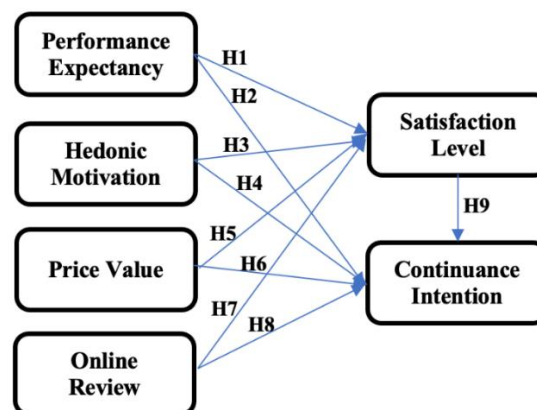 Performance
Expectancy
H1
H2
Hedonic
Motivation
H3
H4
Satisfaction
Level
H9
Price Value
H5
H6
Continuance
Intention
H7
H8
Online
Review